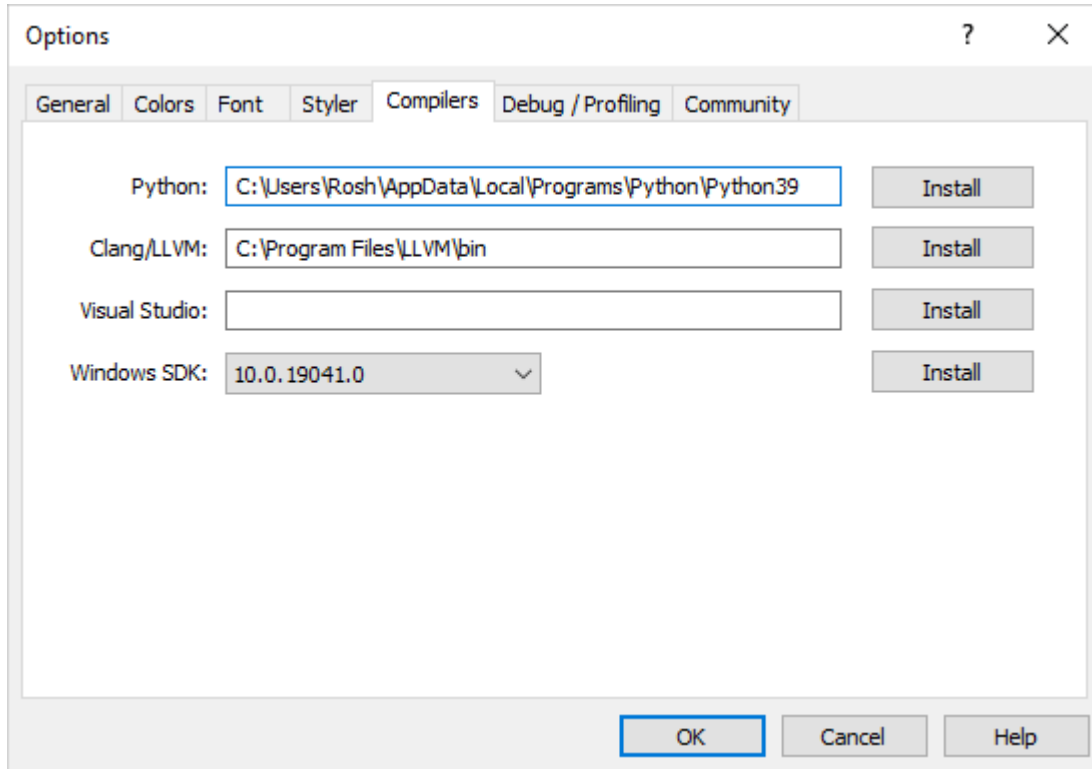 Options
General Colors Font Styler Compilers Debug / Profiling Community
Python: C:\Users\Rosh\AppData\Local\Programs\Python\Python39 Install
Clang/LLVM: C:\Program Files\LLVM\bin Install
Visual Studio: Install
Windows SDK: 10.0.19041.0 Install
OK Cancel Help